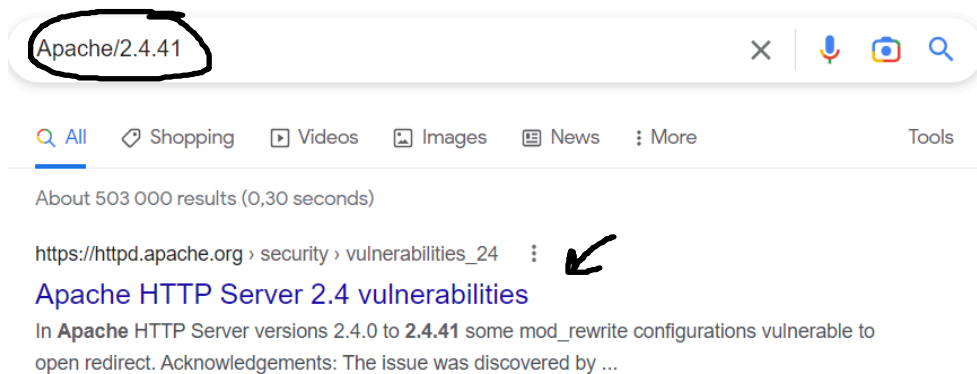 Apache/2.4.41
All Shopping Videos Images News More Tools
About 503 000 results (0,30 seconds)
https://httpd.apache.org › security › vulnerabilities_24
Apache HTTP Server 2.4 vulnerabilities
In Apache HTTP Server versions 2.4.0 to 2.4.41 some mod_rewrite configurations vulnerable to
open redirect. Acknowledgements: The issue was discovered by ...